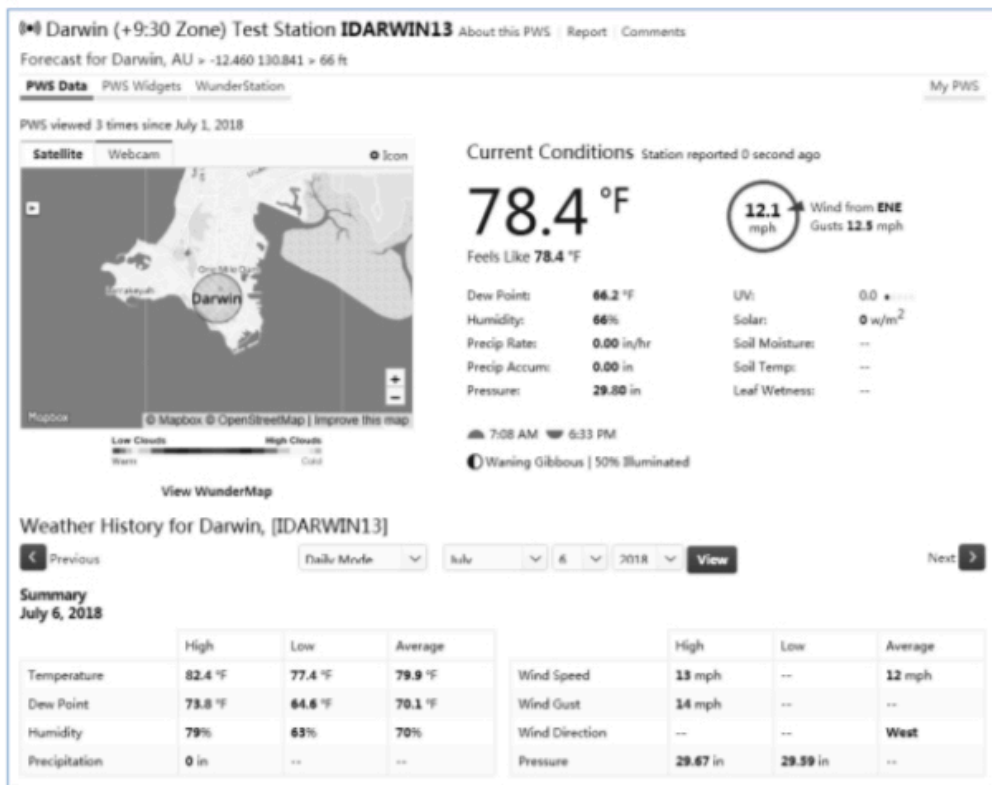 Darwin (+9:30 Zone) Test Station IDARWIN13 About this PWS | Report | Comments
Forecast for Darwin, AU > -12.460 130.841 > 66 ft
PWS Data PWS Widgets WunderStation My PWS
PWS viewed 3 times since July 1, 2018
Satellite Webcam Icon
Darwin
Mapbox © Mapbox © OpenStreetMap | Improve this map
Low Clouds High Clouds
Warm Cold
View WunderMap
Current Conditions Station reported 0 second ago
78.4 °F
Feels Like 78.4 °F
12.1 mph
Wind from ENE
Gusts 12.5 mph
Dew Point: 66.2 °F
Humidity: 66%
Precip Rate: 0.00 in/hr
Precip Accum: 0.00 in
Pressure: 29.80 in
UV: 0.0
Solar: 0 w/m2
Soil Moisture: --
Soil Temp: --
Leaf Wetness: --
7:08 AM 6:33 PM
Waning Gibbous | 50% Illuminated
Weather History for Darwin, [IDARWIN13]
Previous Daily Mode July 6 2018 View Next
Summary
July 6, 2018
High Low Average
Temperature 82.4 °F 77.4 °F 79.9 °F
Dew Point 73.8 °F 64.6 °F 70.1 °F
Humidity 79% 63% 70%
Precipitation 0 in -- --
High Low Average
Wind Speed 13 mph -- 12 mph
Wind Gust 14 mph -- --
Wind Direction -- -- West
Pressure 29.67 in 29.59 in --